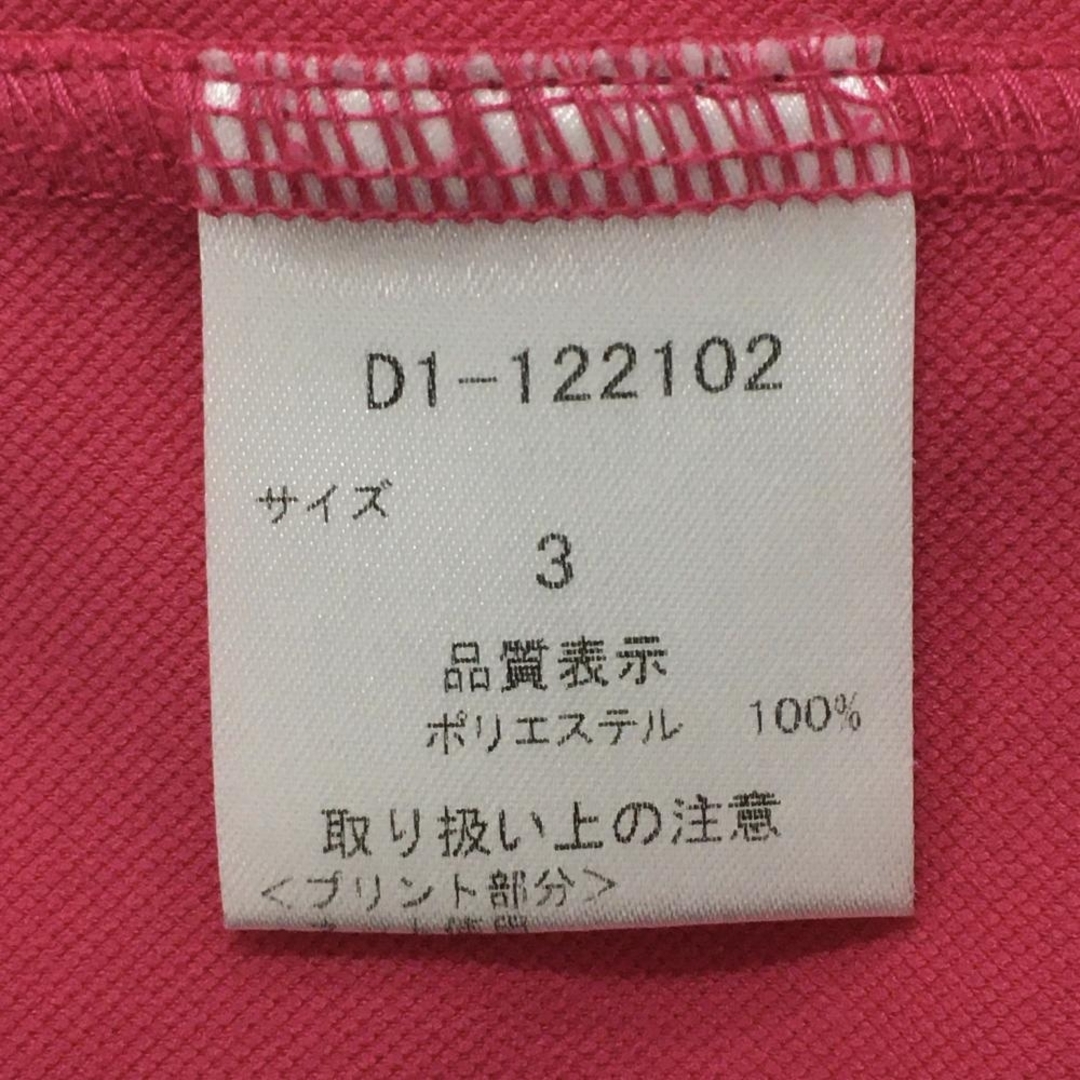 D1-122102
サイズ
3
品質表示
ポリエステル 100%
取り扱い上の注意
<プリント部分>